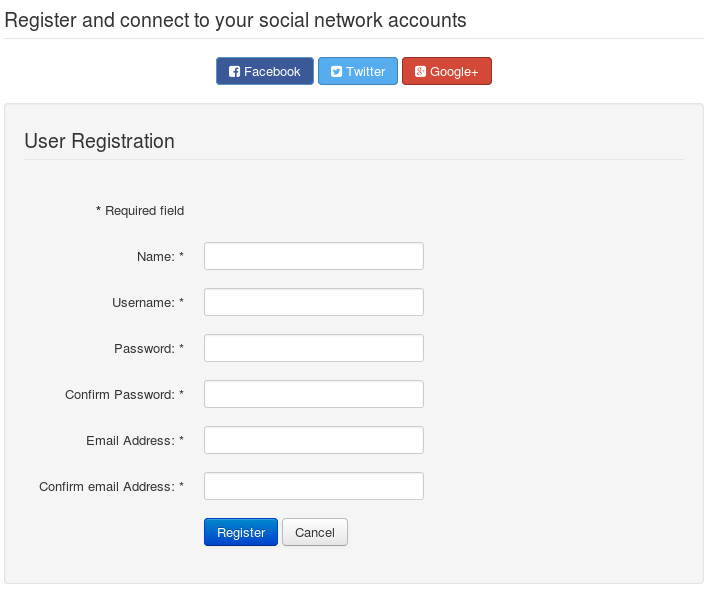 Register and connect to your social network accounts
Facebook Twitter Google+
User Registration
* Required field
Name: *
Username: *
Password: *
Confirm Password: *
Email Address: *
Confirm email Address: *
Register Cancel